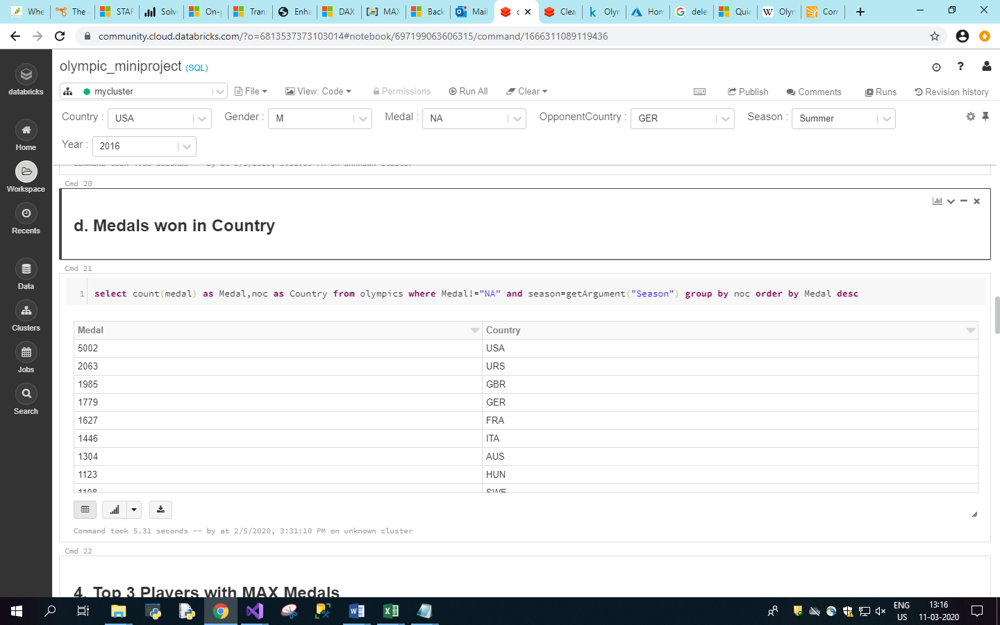 Whe
The
STAF
Solve
On-p
Tran
Enha
DAX
MAX
Back
Mail
c
Clea
Olyn
Hon
dele
Quic
Olyn
Com
community.cloud.databricks.com/?o=6813537373103014#notebook/697199063606315/command/1666311089119436
databricks
Home
Workspace
Recents
Data
Clusters
Jobs
Search
olympic_miniproject (SQL)
mycluster File View: Code Permissions Run All Clear Publish Comments Runs Revision history
Country : USA Gender : M Medal : NA OpponentCountry : GER Season : Summer
Year : 2016
Cmd 20
d. Medals won in Country
Cmd 21
1 select count(medal) as Medal,noc as Country from olympics where Medal!="NA" and season=getArgument("Season") group by noc order by Medal desc
Medal Country
5002 USA
2063 URS
1985 GBR
1779 GER
1627 FRA
1446 ITA
1304 AUS
1123 HUN
1108 SWE
Command took 5.31 seconds -- by at 2/5/2020, 3:31:10 PM on unknown cluster
Cmd 22
4. Top 3 Players with MAX Medals
ENG
US
13:16
11-03-2020